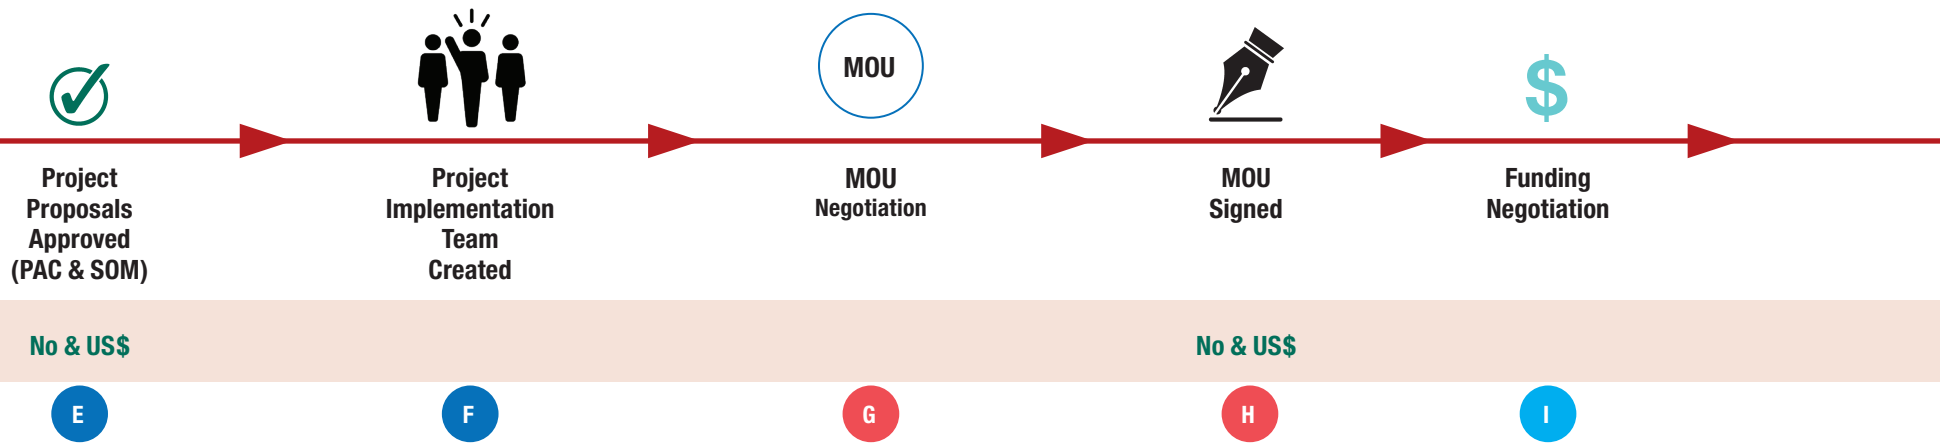 MOU
$
Project
Proposals
Approved
(PAC & SOM)
Project
Implementation
Team
Created
MOU
Negotiation
MOU
Signed
Funding
Negotiation
No & US$
No & US$
E
F
G
H
I